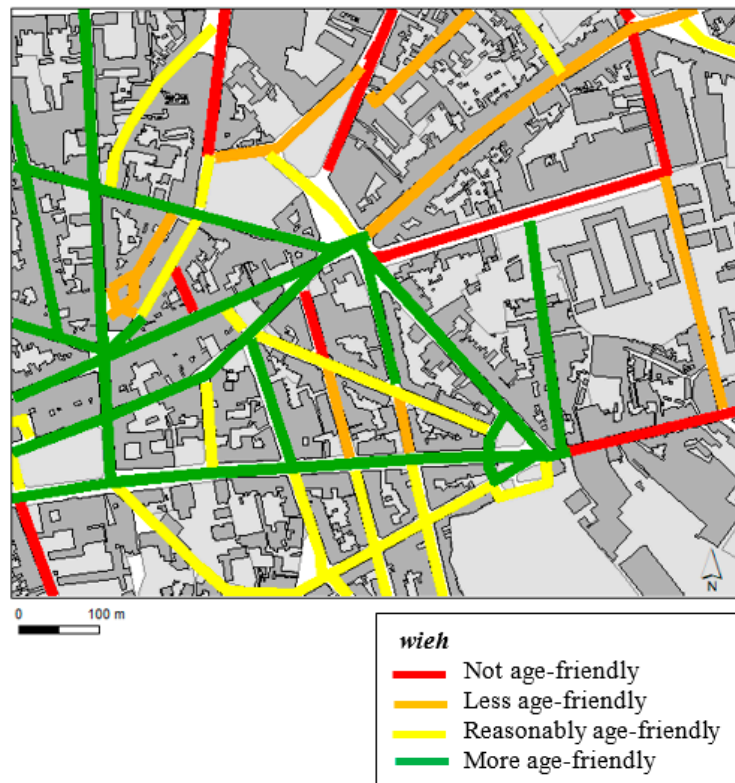 N
0 100 m
wieh
Not age-friendly
Less age-friendly
Reasonably age-friendly
More age-friendly